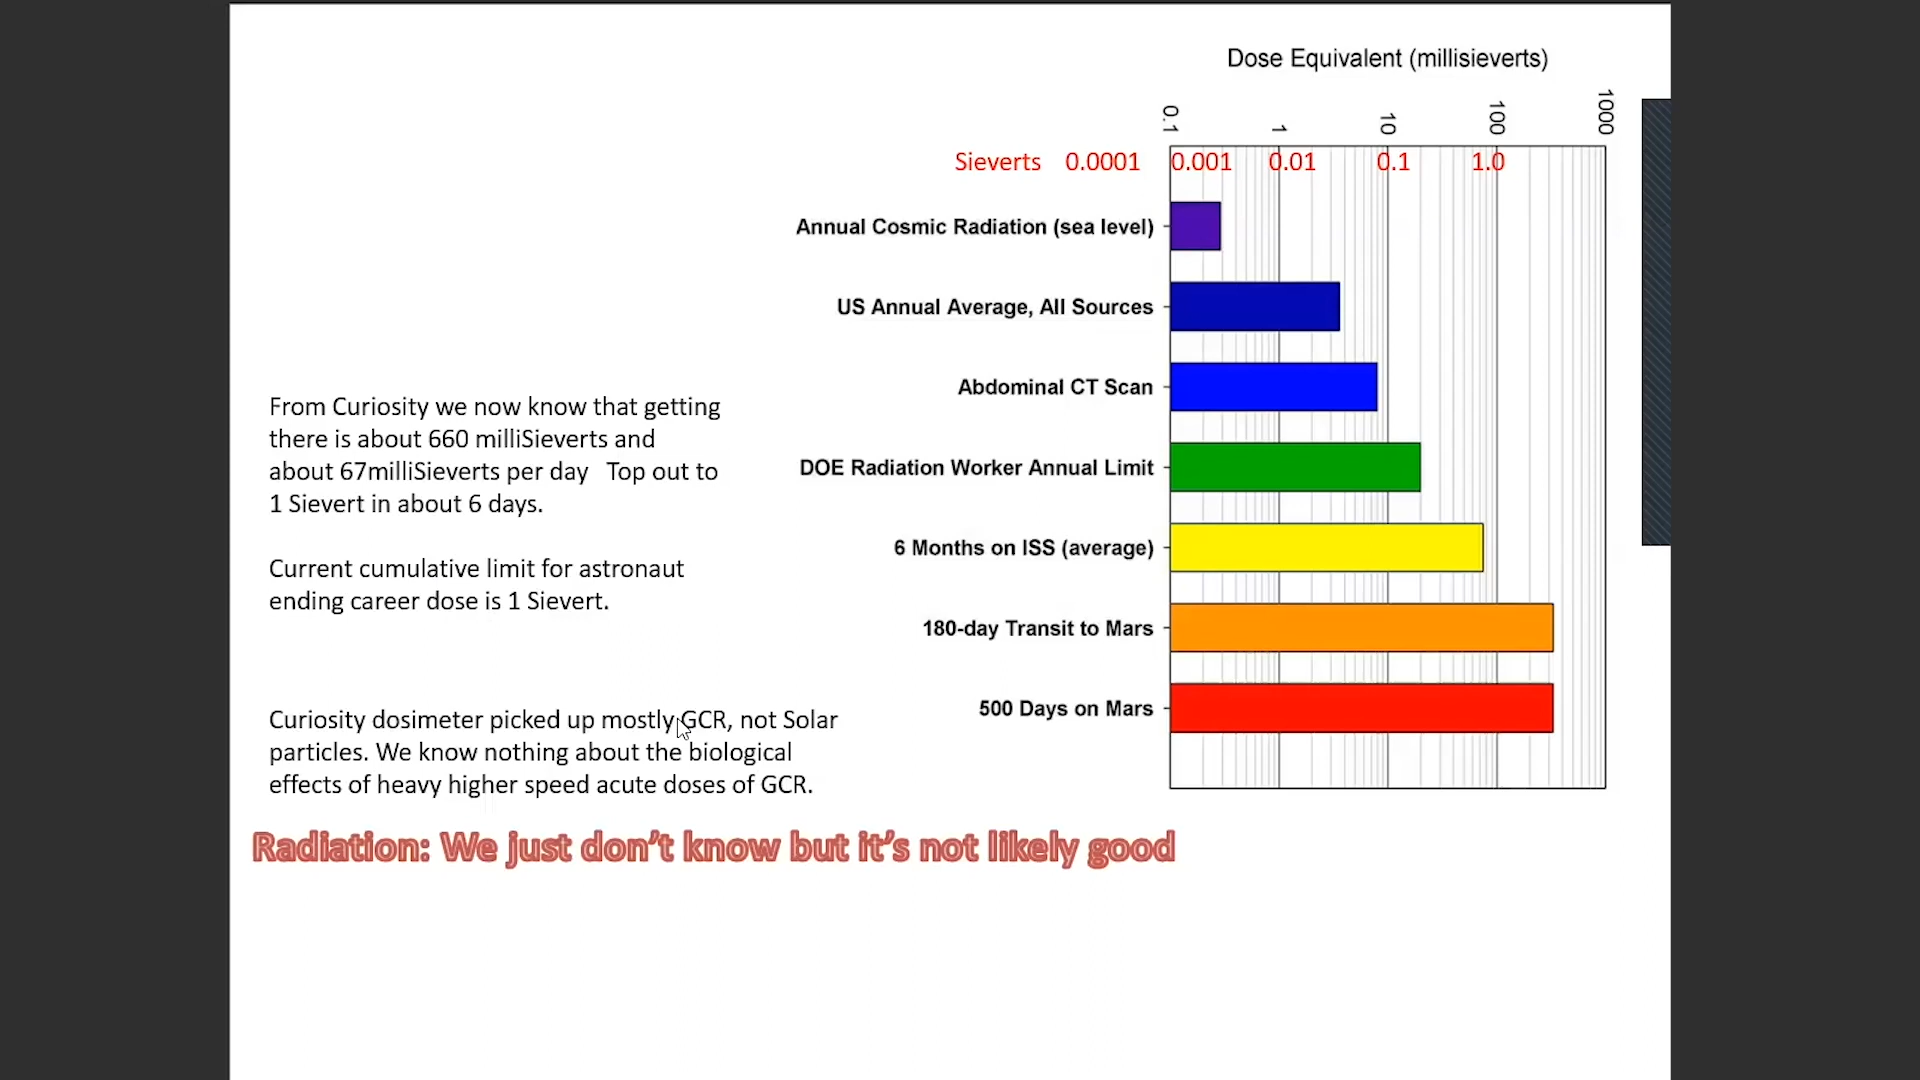 Dose Equivalent (millisieverts)
0.1 1 10 100 1000
Sieverts 0.0001 0.001 0.01 0.1 1.0
Annual Cosmic Radiation (sea level)
US Annual Average, All Sources
Abdominal CT Scan
DOE Radiation Worker Annual Limit
6 Months on ISS (average)
180-day Transit to Mars
500 Days on Mars
From Curiosity we now know that getting
there is about 660 milliSieverts and
about 67milliSieverts per day Top out to
1 Sievert in about 6 days.
Current cumulative limit for astronaut
ending career dose is 1 Sievert.
Curiosity dosimeter picked up mostly GCR, not Solar
particles. We know nothing about the biological
effects of heavy higher speed acute doses of GCR.
Radiation: We just don’t know but it’s not likely good